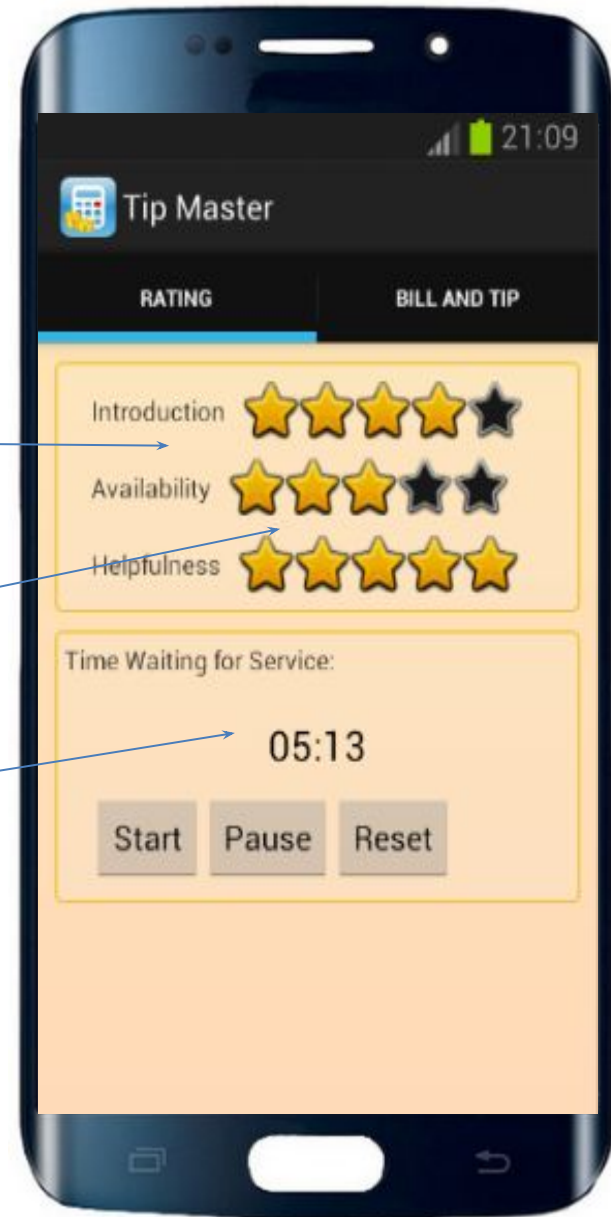 21:09
Tip Master
RATING BILL AND TIP
Introduction
Availability
Helpfulness
Time Waiting for Service:
05:13
Start Pause Reset